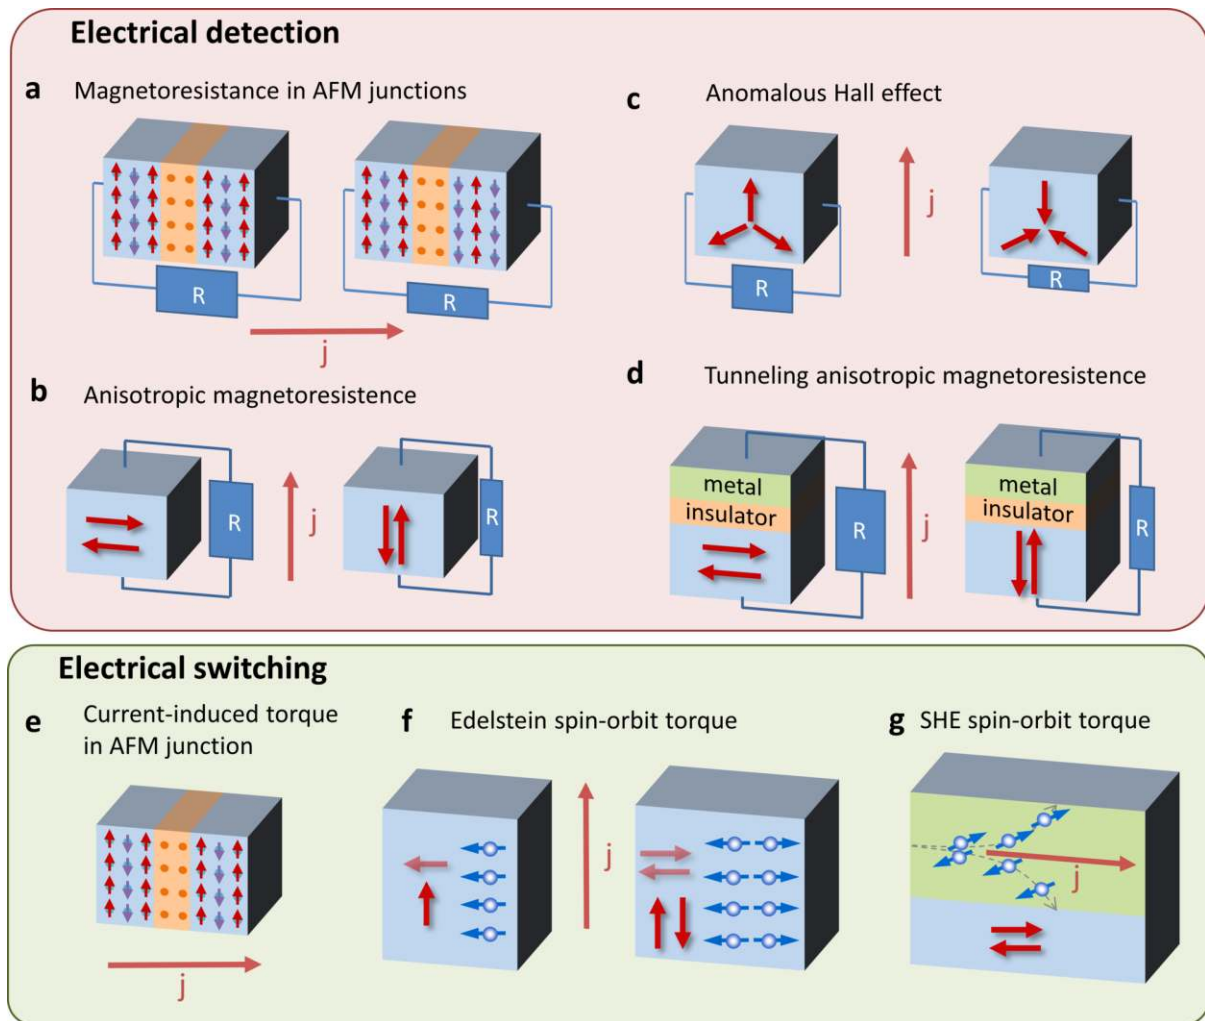 Electrical detection
a Magnetoresistance in AFM junctions
R
R
j
b Anisotropic magnetoresistence
R
j
R
c Anomalous Hall effect
R
j
R
d Tunneling anisotropic magnetoresistence
metal
insulator
R
j
metal
insulator
R
Electrical switching
e Current-induced torque
in AFM junction
j
f Edelstein spin-orbit torque
j
g SHE spin-orbit torque
j